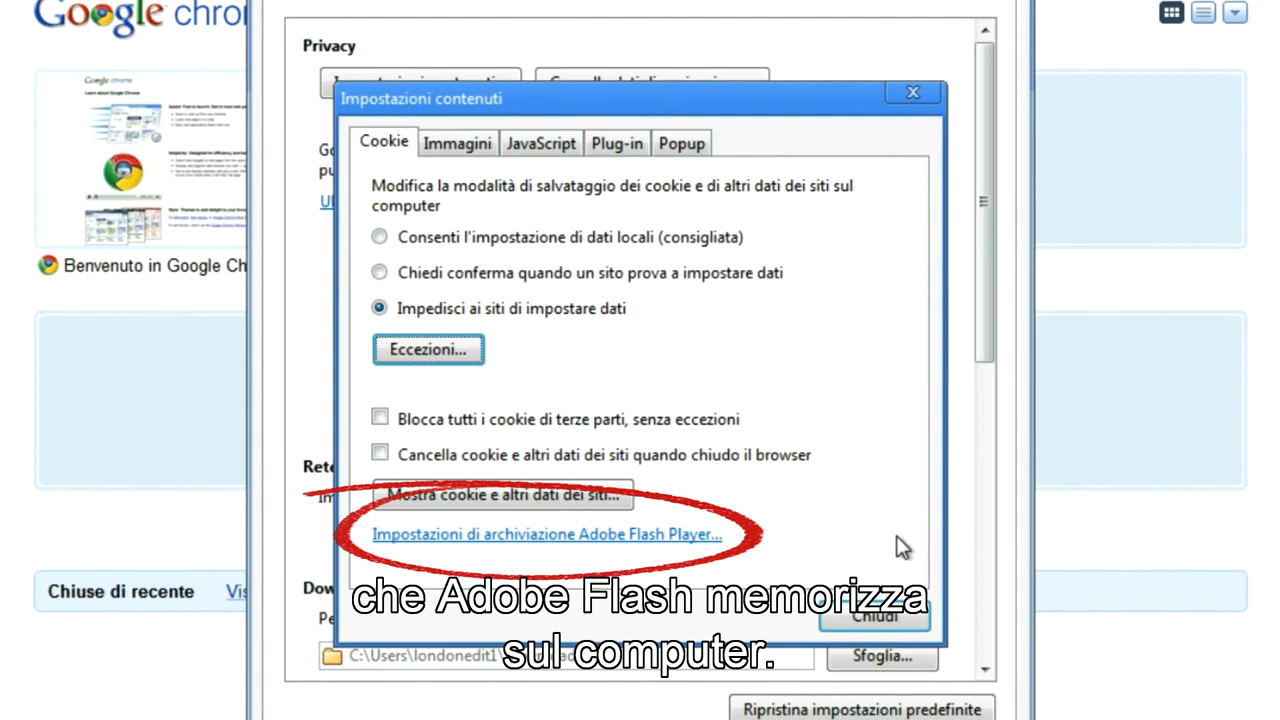 Google chro
Privacy
Impostazioni contenuti
Cookie Immagini JavaScript Plug-in Popup
Modifica la modalità di salvataggio dei cookie e di altri dati dei siti sul
computer
Consenti l'impostazione di dati locali (consigliata)
Chiedi conferma quando un sito prova a impostare dati
Impedisci ai siti di impostare dati
Eccezioni...
Benvenuto in Google Ch
Blocca tutti i cookie di terze parti, senza eccezioni
Cancella cookie e altri dati dei siti quando chiudo il browser
Rete
Mostra cookie e altri dati dei siti...
Impostazioni di archiviazione Adobe Flash Player...
Chiuse di recente Vis
Dow
Pe
che Adobe Flash memorizza
sul computer.
Chiudi
C:\Users\londonedit1\
Sfoglia...
Ripristina impostazioni predefinite